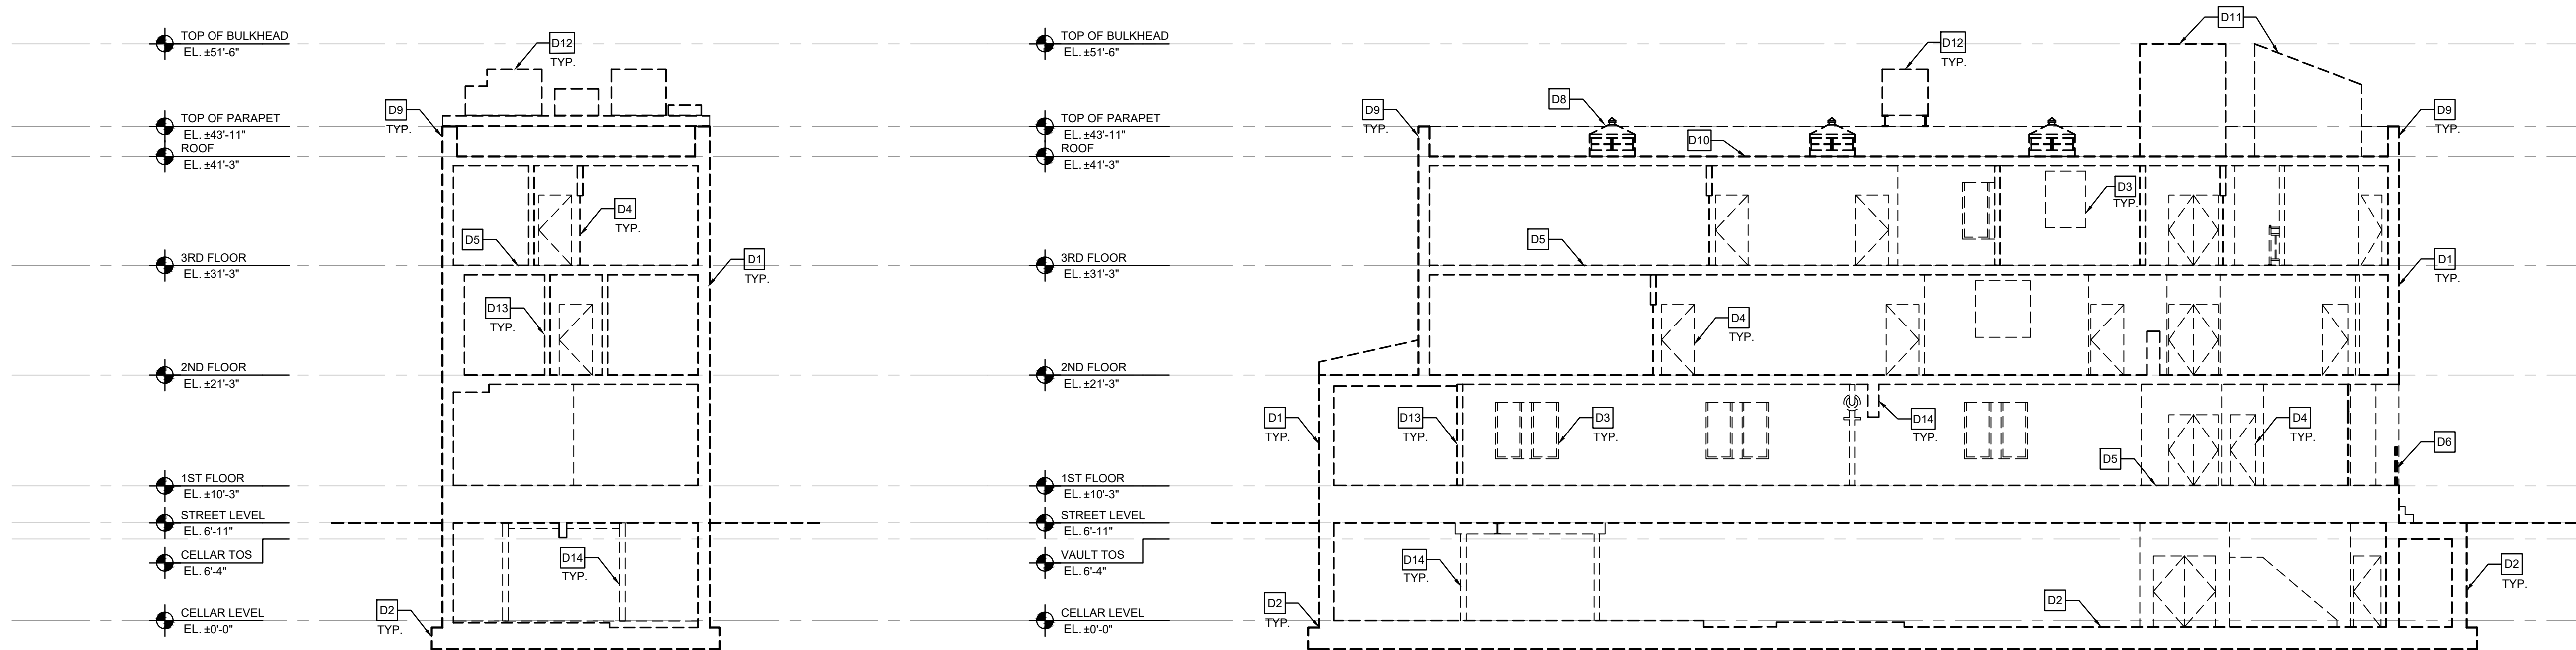 TOP OF BULKHEAD
EL. ±51'-6"
TOP OF PARAPET
EL. ±43'-11"
ROOF
EL. ±41'-3"
3RD FLOOR
EL. ±31'-3"
2ND FLOOR
EL. ±21'-3"
1ST FLOOR
EL. ±10'-3"
STREET LEVEL
EL. 6'-11"
CELLAR TOS
EL. 6'-4"
CELLAR LEVEL
EL. ±0'-0"
D12
TYP.
D9
TYP.
D4
TYP.
D5
D1
TYP.
D13
TYP.
D14
TYP.
D2
TYP.
TOP OF BULKHEAD
EL. ±51'-6"
TOP OF PARAPET
EL. ±43'-11"
ROOF
EL. ±41'-3"
3RD FLOOR
EL. ±31'-3"
2ND FLOOR
EL. ±21'-3"
1ST FLOOR
EL. ±10'-3"
STREET LEVEL
EL. 6'-11"
VAULT TOS
EL. 6'-4"
CELLAR LEVEL
EL. ±0'-0"
D11
D12
TYP.
D8
D9
TYP.
D9
TYP.
D10
D3
TYP.
D5
D1
TYP.
D4
TYP.
D1
TYP.
D13
TYP.
D3
TYP.
D14
TYP.
D4
TYP.
D6
D5
D14
TYP.
D2
TYP.
D2
D2
TYP.